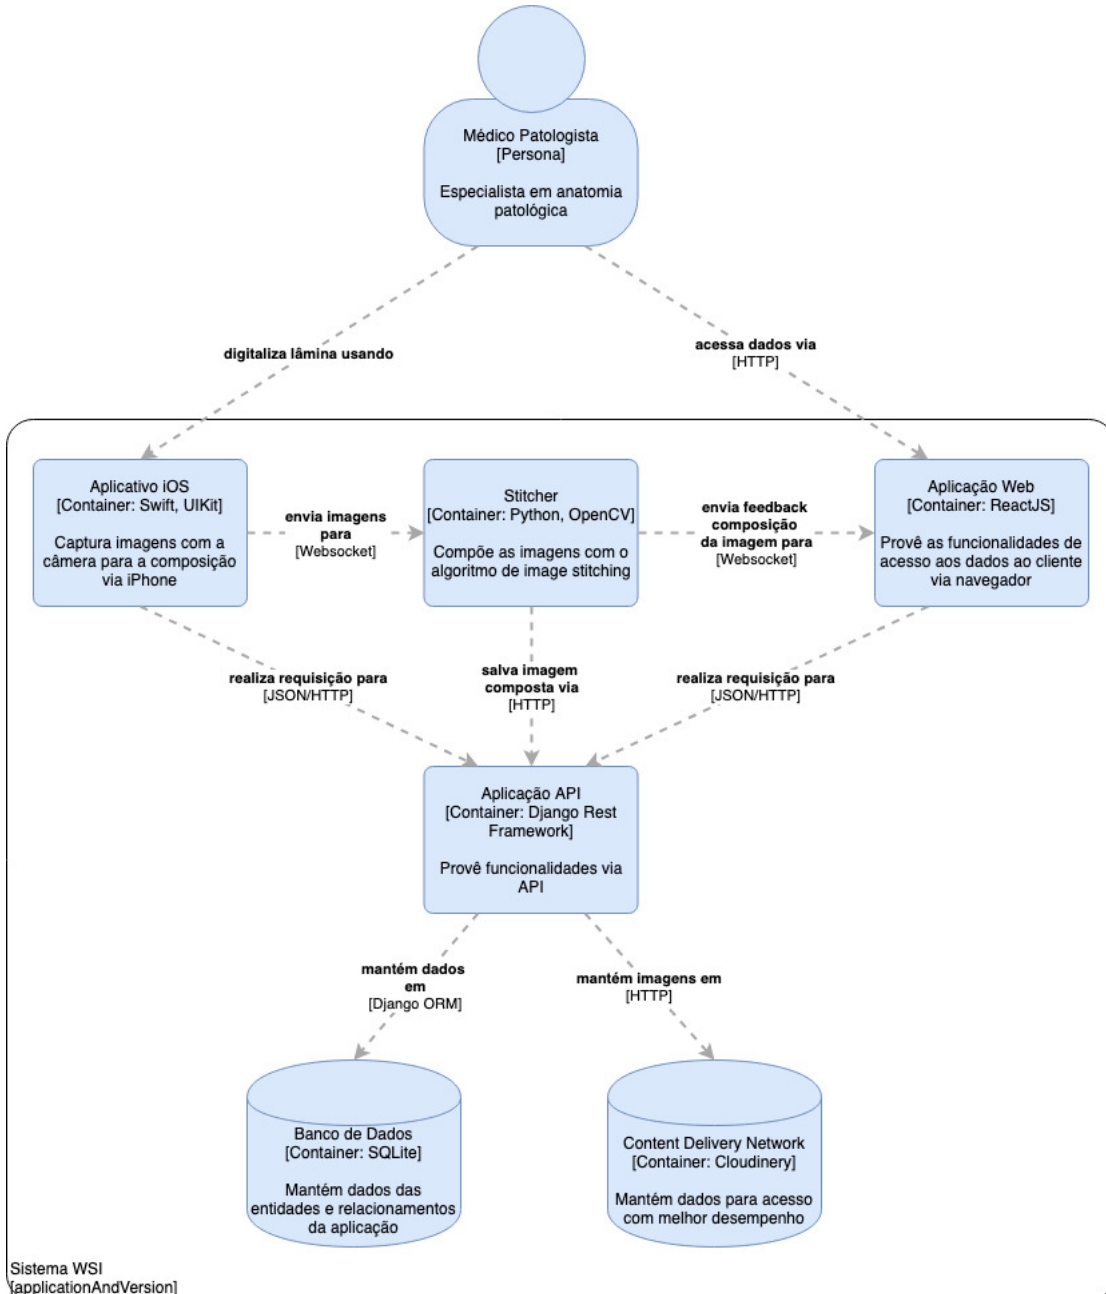 Médico Patologista
[Persona]
Especialista em anatomia
patológica
digitaliza lâmina usando
acessa dados via
[HTTP]
Aplicativo iOS
[Container: Swift, UIKit]
Captura imagens com a
câmera para a composição
via iPhone
envia imagens
para
[Websocket]
Stitcher
[Container: Python, OpenCV]
Compõe as imagens com o
algoritmo de image stitching
envia feedback
composição
da imagem para
[Websocket]
Aplicação Web
[Container: ReactJS]
Provê as funcionalidades de
acesso aos dados ao cliente
via navegador
realiza requisição para
[JSON/HTTP]
salva imagem
composta via
[HTTP]
realiza requisição para
[JSON/HTTP]
Aplicação API
[Container: Django Rest
Framework]
Provê funcionalidades via
API
mantém dados
em
[Django ORM]
mantém imagens em
[HTTP]
Banco de Dados
[Container: SQLite]
Mantém dados das
entidades e relacionamentos
da aplicação
Content Delivery Network
[Container: Cloudinery]
Mantém dados para acesso
com melhor desempenho
Sistema WSI
[applicationAndVersion]